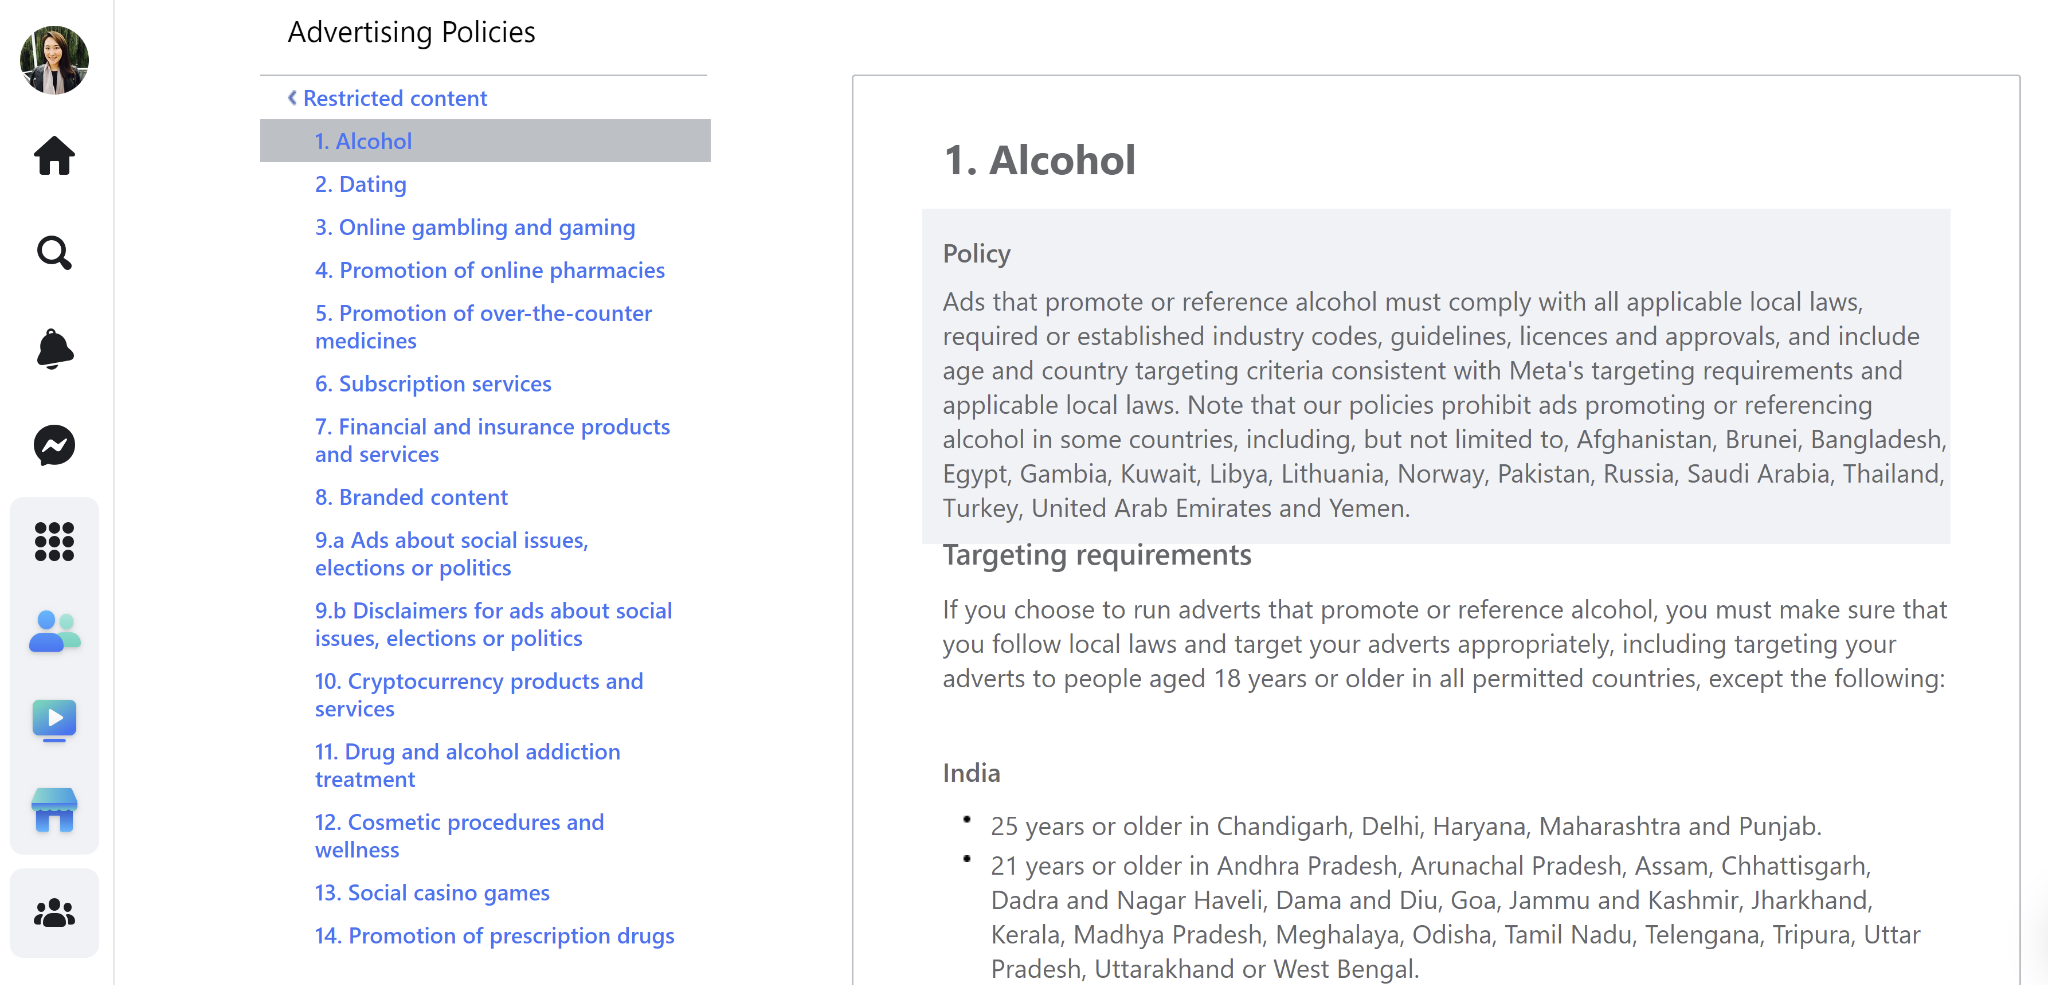 Advertising Policies
Restricted content
1. Alcohol
2. Dating
3. Online gambling and gaming
4. Promotion of online pharmacies
5. Promotion of over-the-counter
medicines
6. Subscription services
7. Financial and insurance products
and services
8. Branded content
9.a Ads about social issues,
elections or politics
9.b Disclaimers for ads about social
issues, elections or politics
10. Cryptocurrency products and
services
11. Drug and alcohol addiction
treatment
12. Cosmetic procedures and
wellness
13. Social casino games
14. Promotion of prescription drugs
1. Alcohol
Policy
Ads that promote or reference alcohol must comply with all applicable local laws,
required or established industry codes, guidelines, licences and approvals, and include
age and country targeting criteria consistent with Meta's targeting requirements and
applicable local laws. Note that our policies prohibit ads promoting or referencing
alcohol in some countries, including, but not limited to, Afghanistan, Brunei, Bangladesh,
Egypt, Gambia, Kuwait, Libya, Lithuania, Norway, Pakistan, Russia, Saudi Arabia, Thailand,
Turkey, United Arab Emirates and Yemen.
Targeting requirements
If you choose to run adverts that promote or reference alcohol, you must make sure that
you follow local laws and target your adverts appropriately, including targeting your
adverts to people aged 18 years or older in all permitted countries, except the following:
India
• 25 years or older in Chandigarh, Delhi, Haryana, Maharashtra and Punjab.
• 21 years or older in Andhra Pradesh, Arunachal Pradesh, Assam, Chhattisgarh,
Dadra and Nagar Haveli, Dama and Diu, Goa, Jammu and Kashmir, Jharkhand,
Kerala, Madhya Pradesh, Meghalaya, Odisha, Tamil Nadu, Telengana, Tripura, Uttar
Pradesh, Uttarakhand or West Bengal.